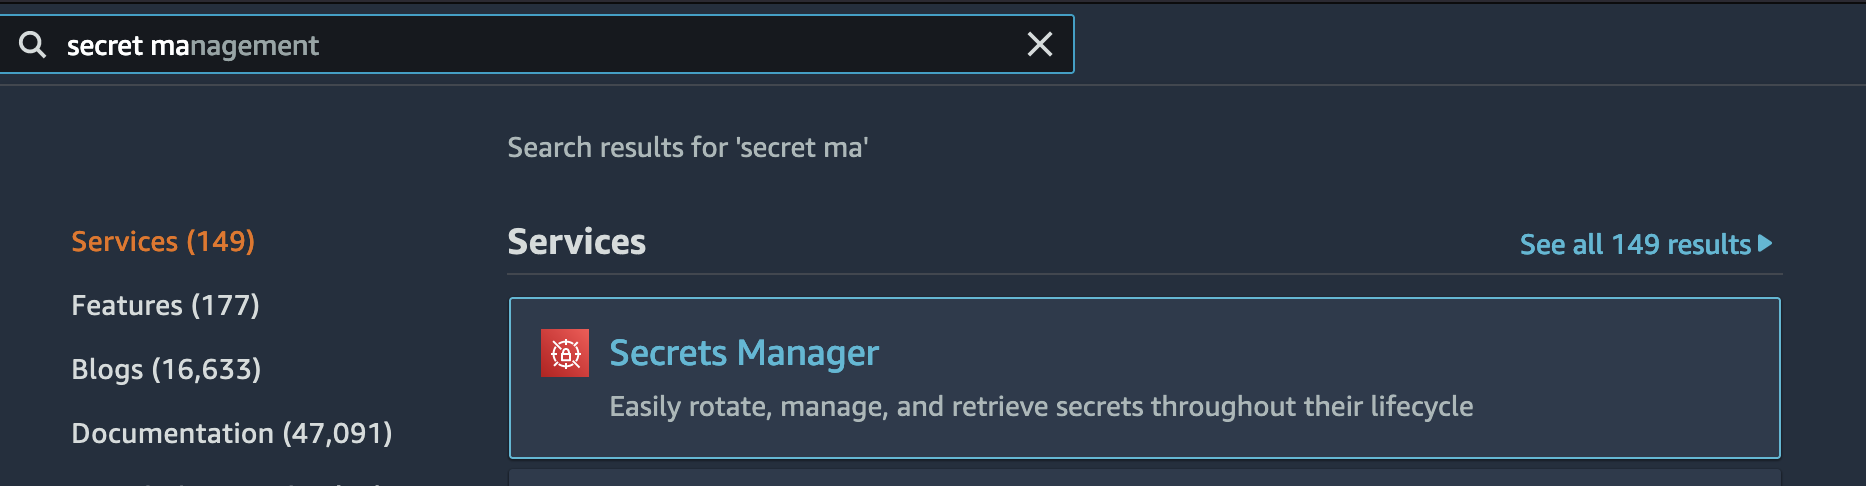 secret management
Search results for 'secret ma'
Services (149)
Features (177)
Blogs (16,633)
Documentation (47,091)
Services
See all 149 results
Secrets Manager
Easily rotate, manage, and retrieve secrets throughout their lifecycle